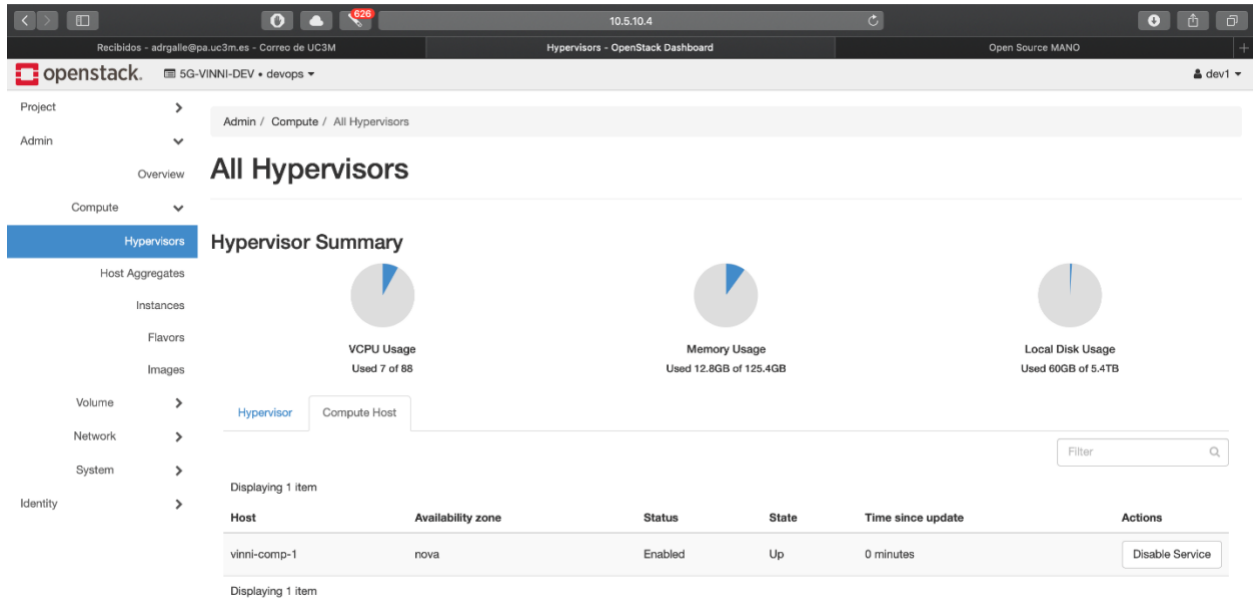 626
10.5.10.4
Recibidos - adrgalle@pa.uc3m.es - Correo de UC3M
Hypervisors - OpenStack Dashboard
Open Source MANO
openstack.
5G-VINNI-DEV • devops
dev1
Project
Admin
Overview
Compute
Hypervisors
Host Aggregates
Instances
Flavors
Images
Volume
Network
System
Identity
Admin / Compute / All Hypervisors
All Hypervisors
Hypervisor Summary
VCPU Usage
Used 7 of 88
Memory Usage
Used 12.8GB of 125.4GB
Local Disk Usage
Used 60GB of 5.4TB
Hypervisor Compute Host
Filter
Displaying 1 item
Host Availability zone Status State Time since update Actions
vinni-comp-1 nova Enabled Up 0 minutes Disable Service
Displaying 1 item